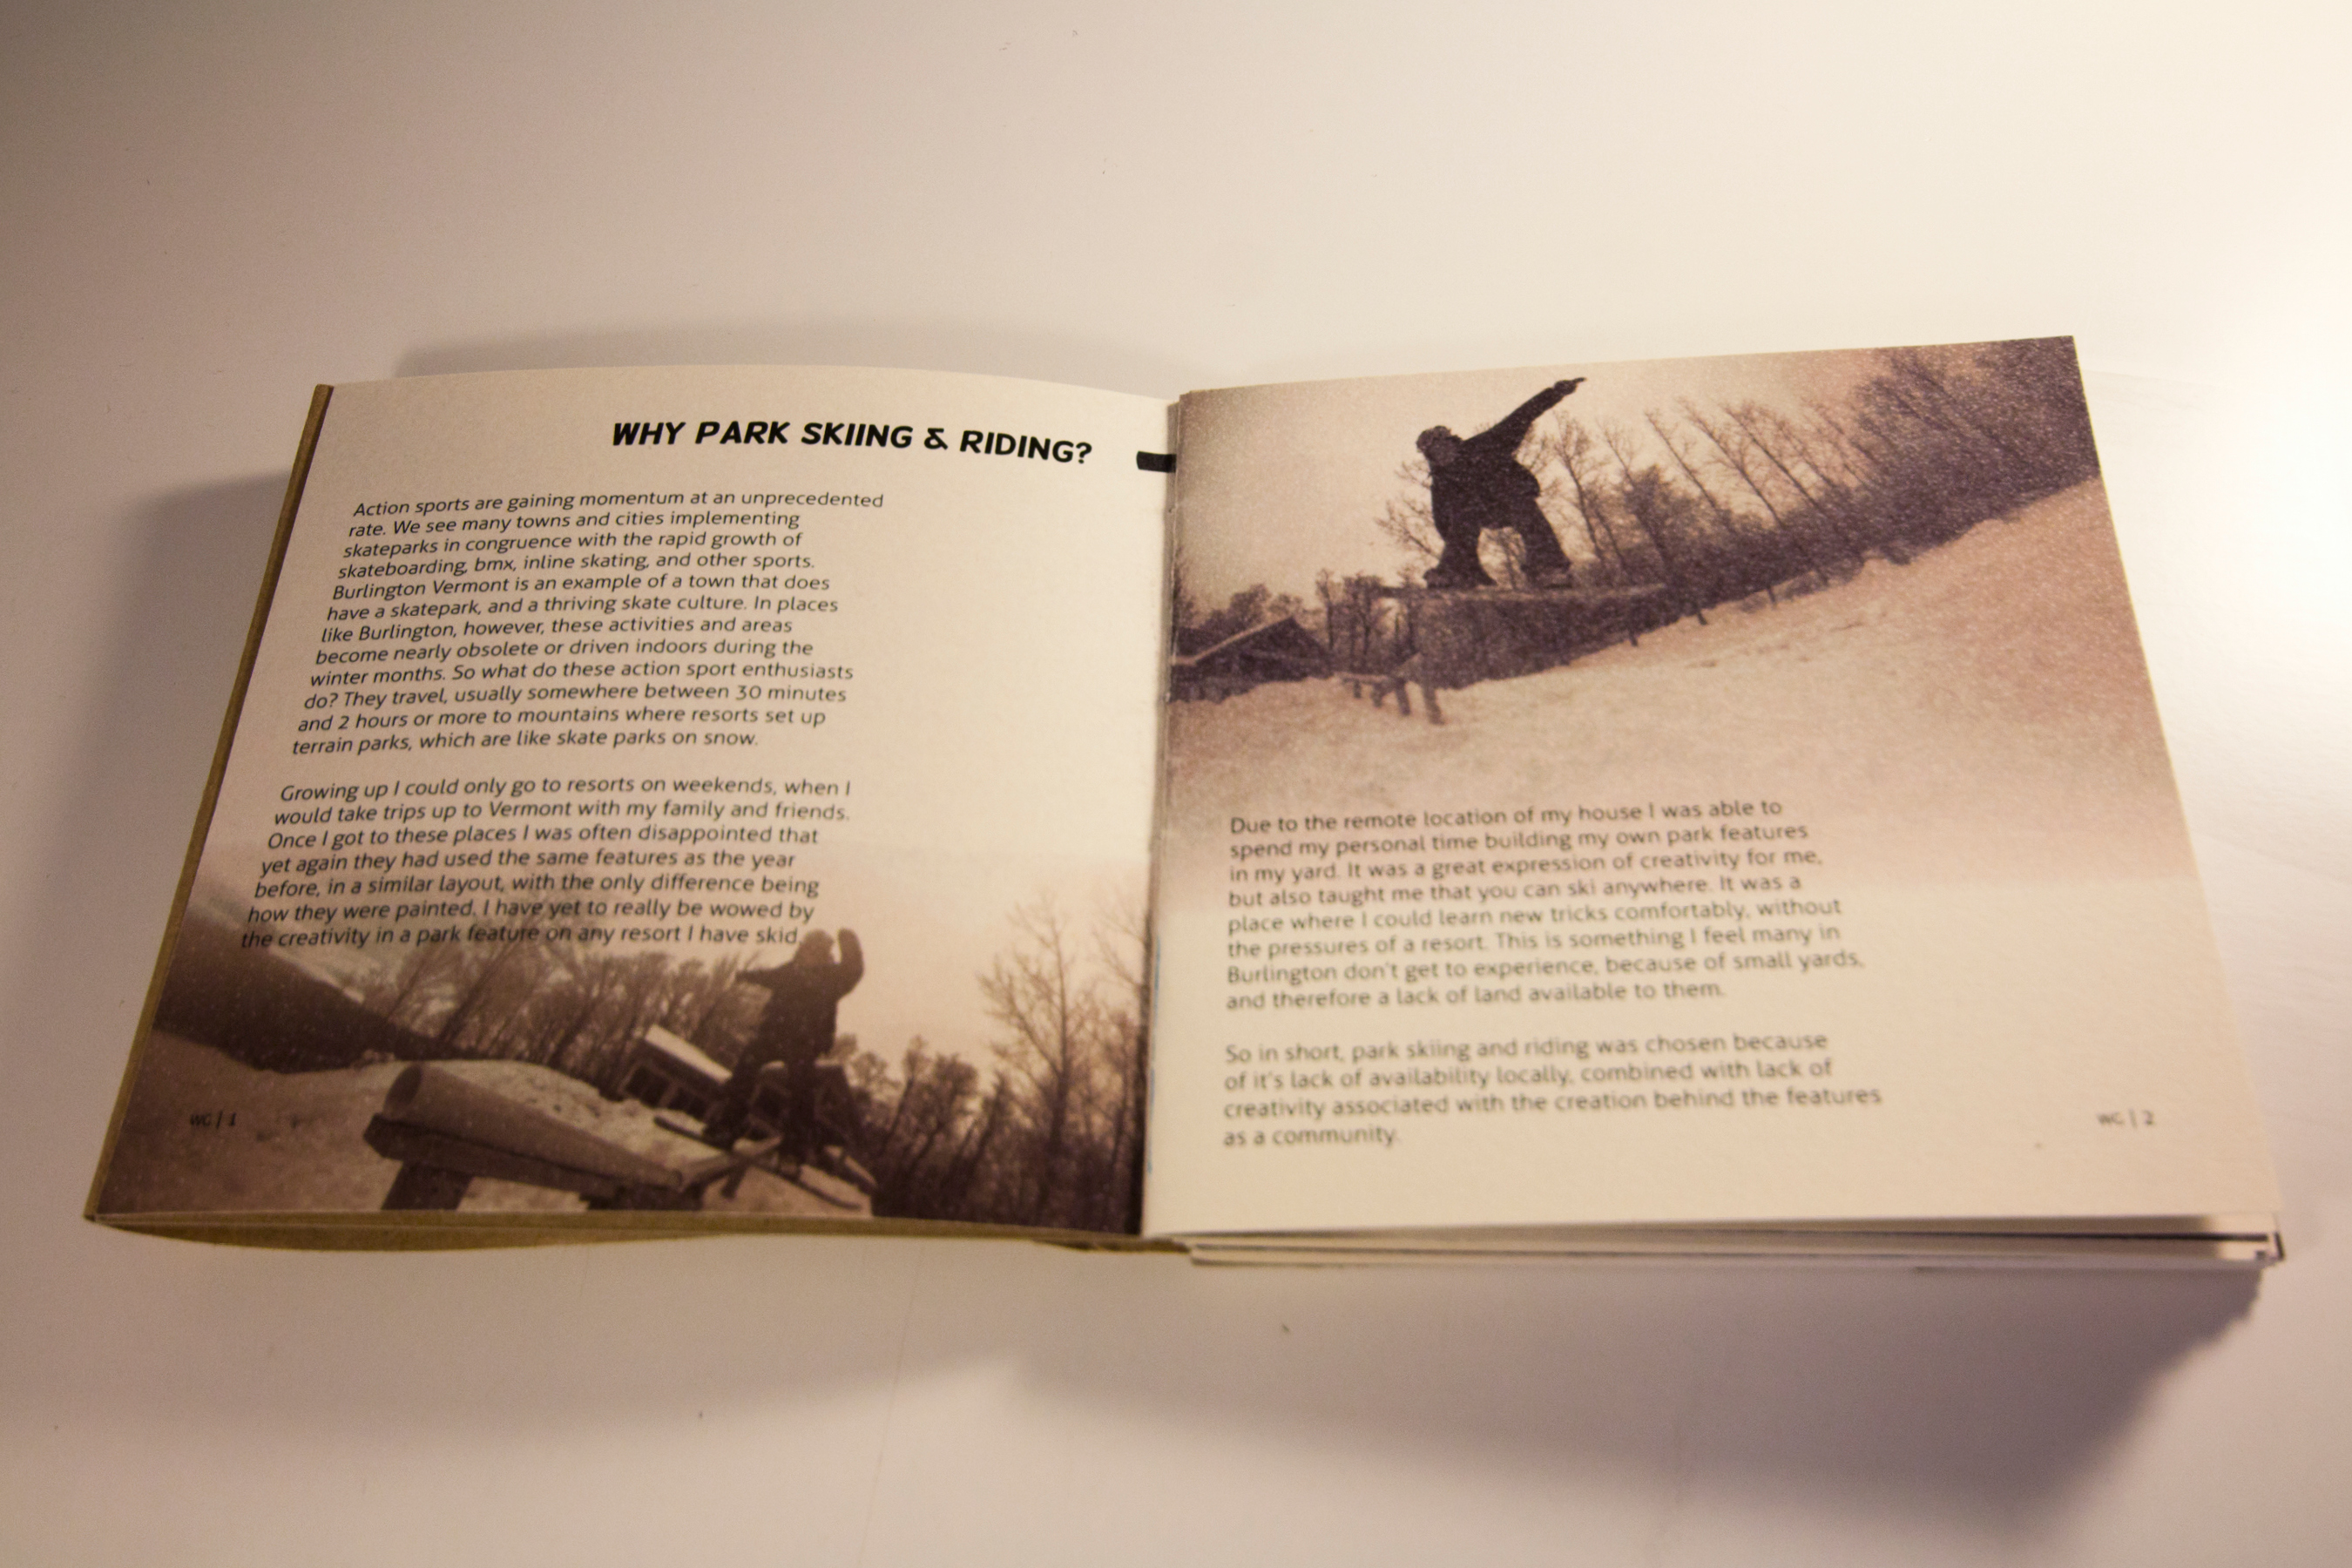 WHY PARK SKIING & RIDING?
Action sports are gaining momentum at an unprecedented
rate. We see many towns and cities implementing
skateparks in congruence with the rapid growth of
skateboarding, bmx, inline skating, and other sports.
Burlington Vermont is an example of a town that does
have a skatepark, and a thriving skate culture. In places
like Burlington, however, these activities and areas
become nearly obsolete or driven indoors during the
winter months. So what do these action sport enthusiasts
do? They travel, usually somewhere between 30 minutes
and 2 hours or more to mountains where resorts set up
terrain parks, which are like skate parks on snow.
Growing up I could only go to resorts on weekends, when I
would take trips up to Vermont with my family and friends.
Once I got to these places I was often disappointed that
yet again they had used the same features as the year
before, in a similar layout, with the only difference being
how they were painted. I have yet to really be wowed by
the creativity in a park feature on any resort I have skid.
WG | 1
Due to the remote location of my house I was able to
spend my personal time building my own park features
in my yard. It was a great expression of creativity for me,
but also taught me that you can ski anywhere. It was a
place where I could learn new tricks comfortably, without
the pressures of a resort. This is something I feel many in
Burlington don't get to experience, because of small yards,
and therefore a lack of land available to them.
So in short, park skiing and riding was chosen because
of it's lack of availability locally, combined with lack of
creativity associated with the creation behind the features
as a community.
WG | 2